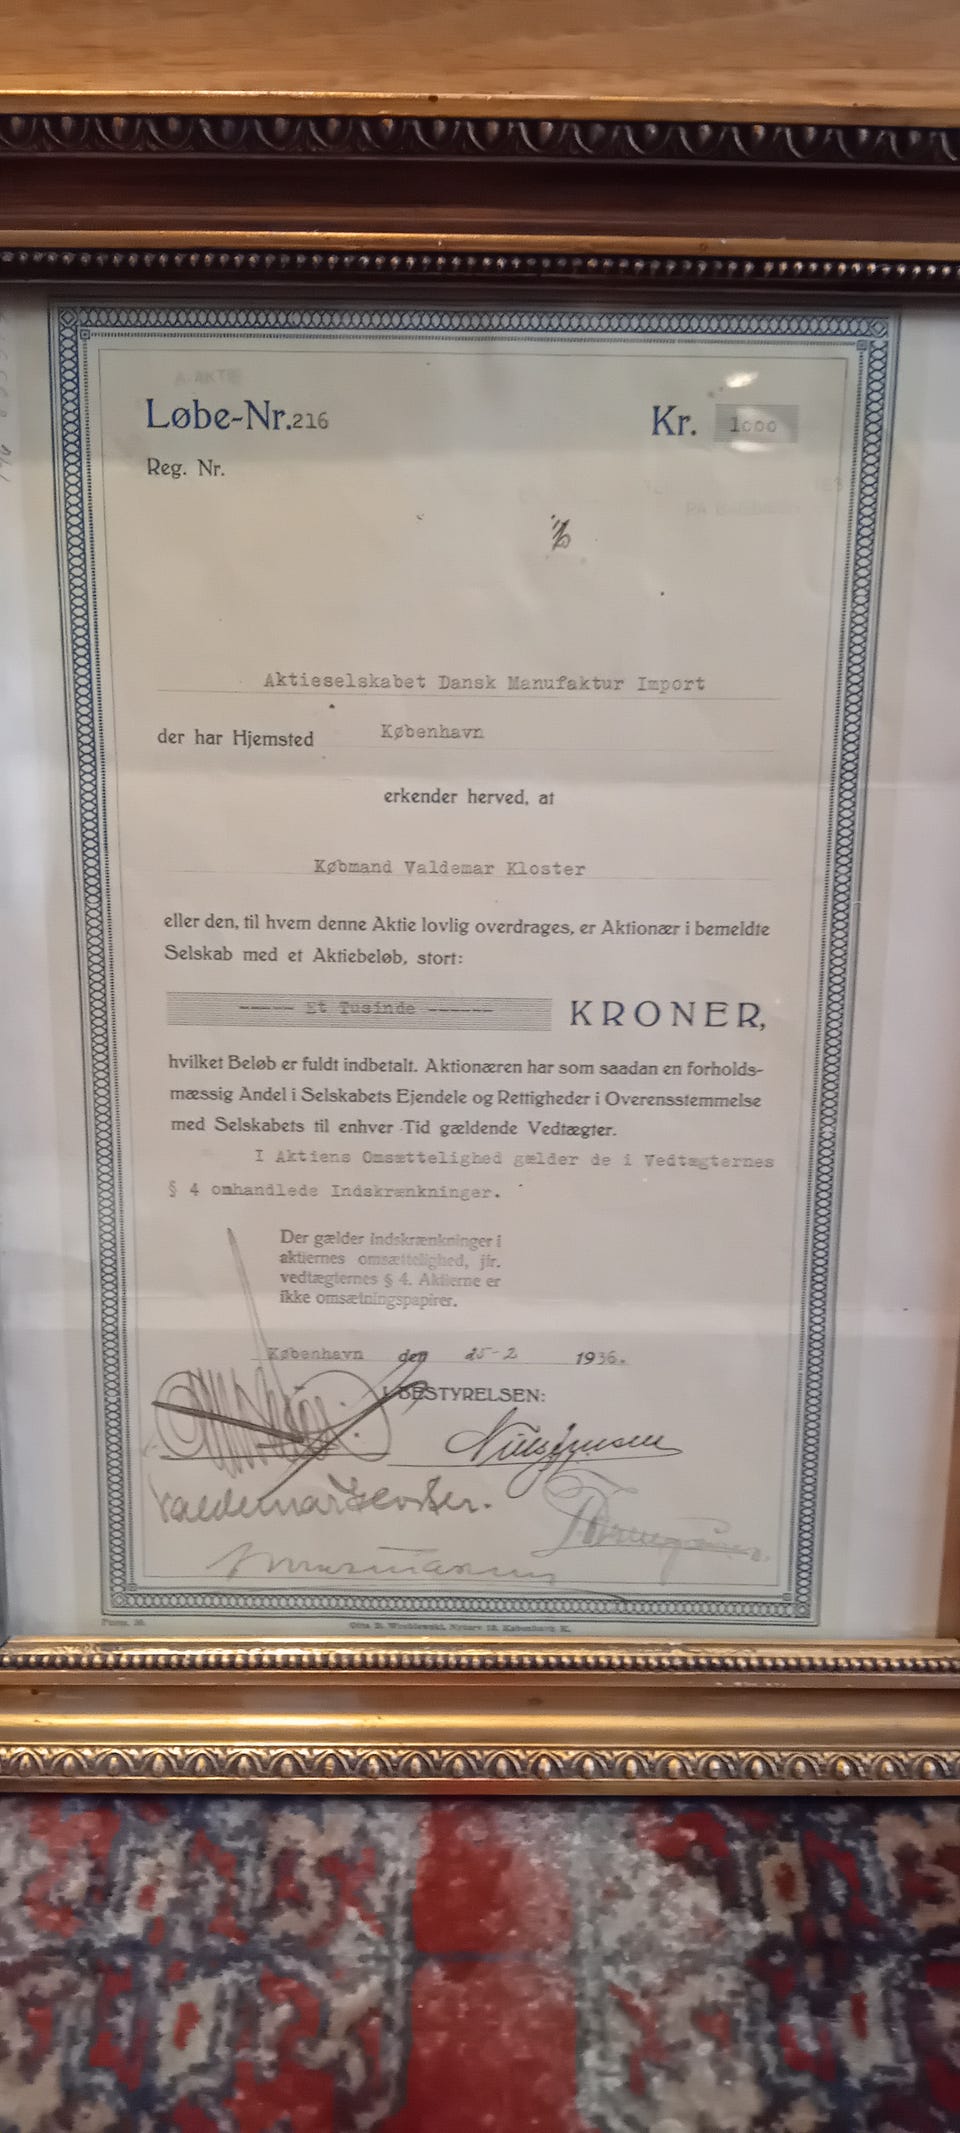 A-AKTIE
Løbe-Nr. 216
Kr. 1000
Reg. Nr.
Aktieselskabet Dansk Manufaktur Import
der har Hjemsted København
erkender herved, at
Købmand Valdemar Kloster
eller den, til hvem denne Aktie lovlig overdrages, er Aktionær i bemeldte
Selskab med et Aktiebeløb, stort:
----- Et Tusinde ------ KRONER,
hvilket Beløb er fuldt indbetalt. Aktionæren har som saadan en forholds-
mæssig Andel i Selskabets Ejendele og Rettigheder i Overensstemmelse
med Selskabets til enhver Tid gældende Vedtægter.
I Aktiens Omsættelighed gælder de i Vedtægternes
§ 4 omhandlede Indskrænkninger.
Der gælder indskrænkninger i
aktiernes omsættelighed, jfr.
vedtægternes § 4. Aktierne er
ikke omsætningspapirer.
København den 25-2 1936.
I BESTYRELSEN:
Valdemar Kloster.